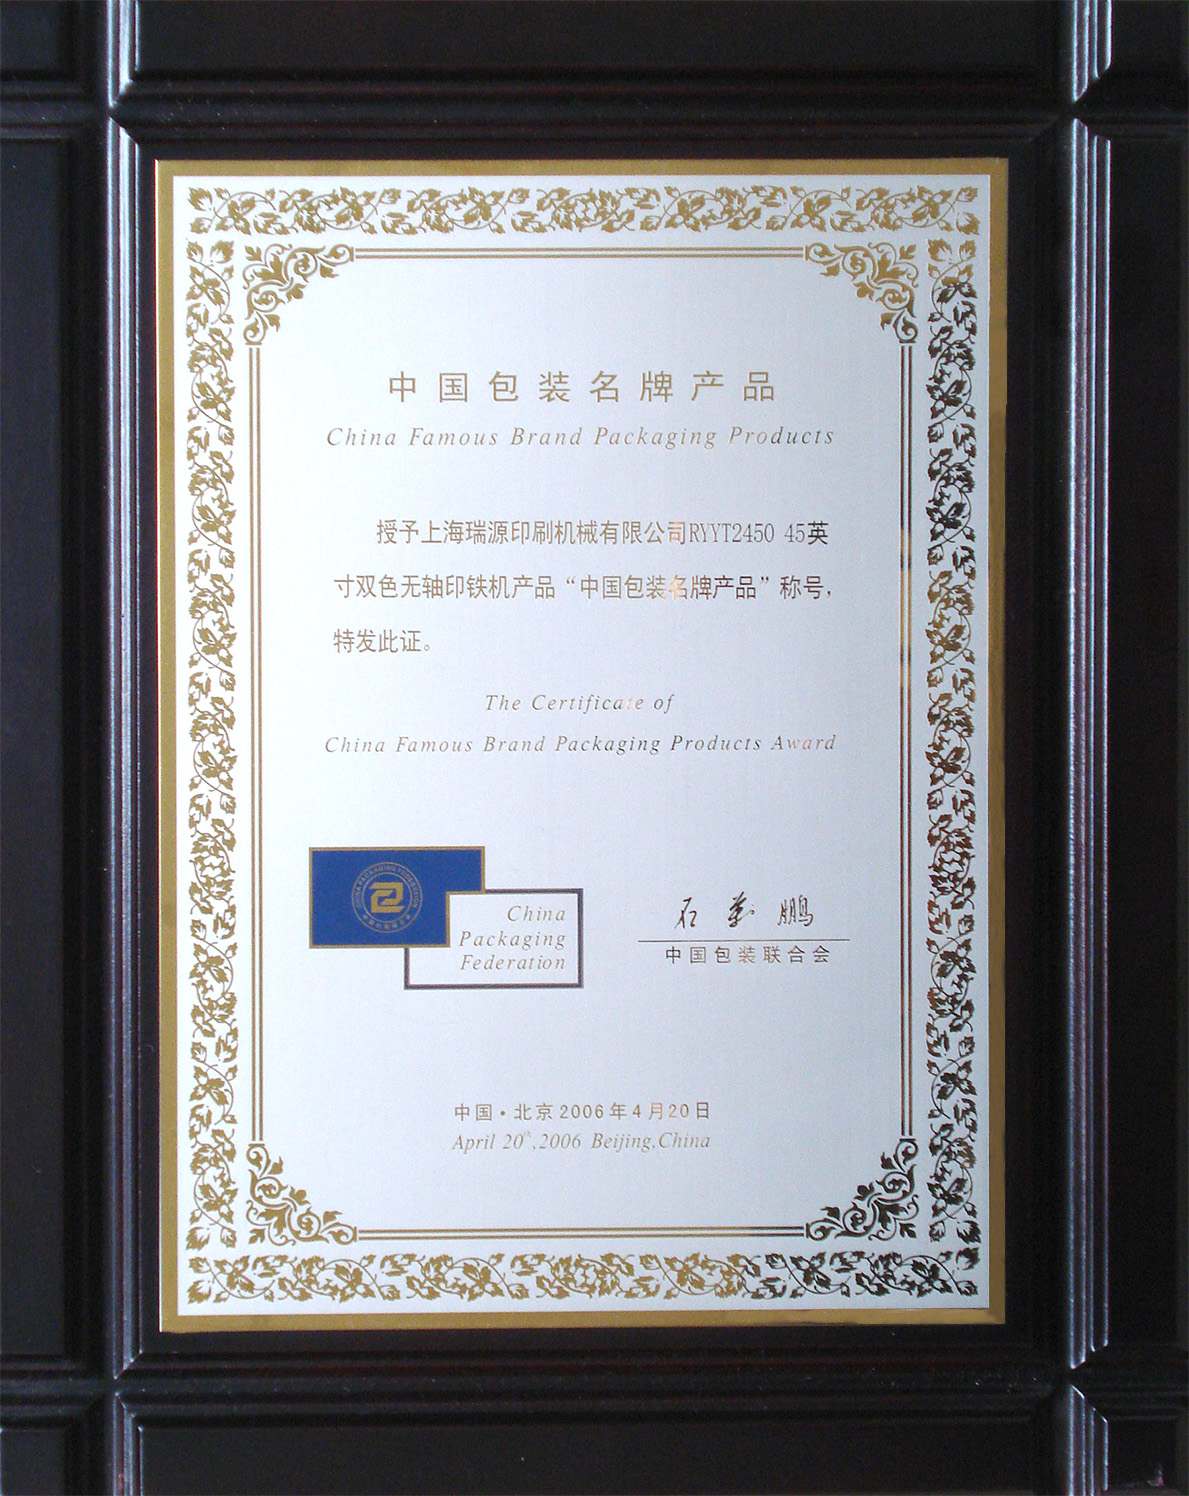 中国包装名牌产品
China Famous Brand Packaging Products
授予上海瑞源印刷机械有限公司RYYT2450 45英
寸双色无轴印铁机产品“中国包装名牌产品”称号，
特发此证。
The Certificate of
China Famous Brand Packaging Products Award
CHINA PACKAGING FEDERATION
China
Packaging
Federation
石万鹏
中国包装联合会
中国·北京2006年4月20日
April 20th,2006 Beijing,China